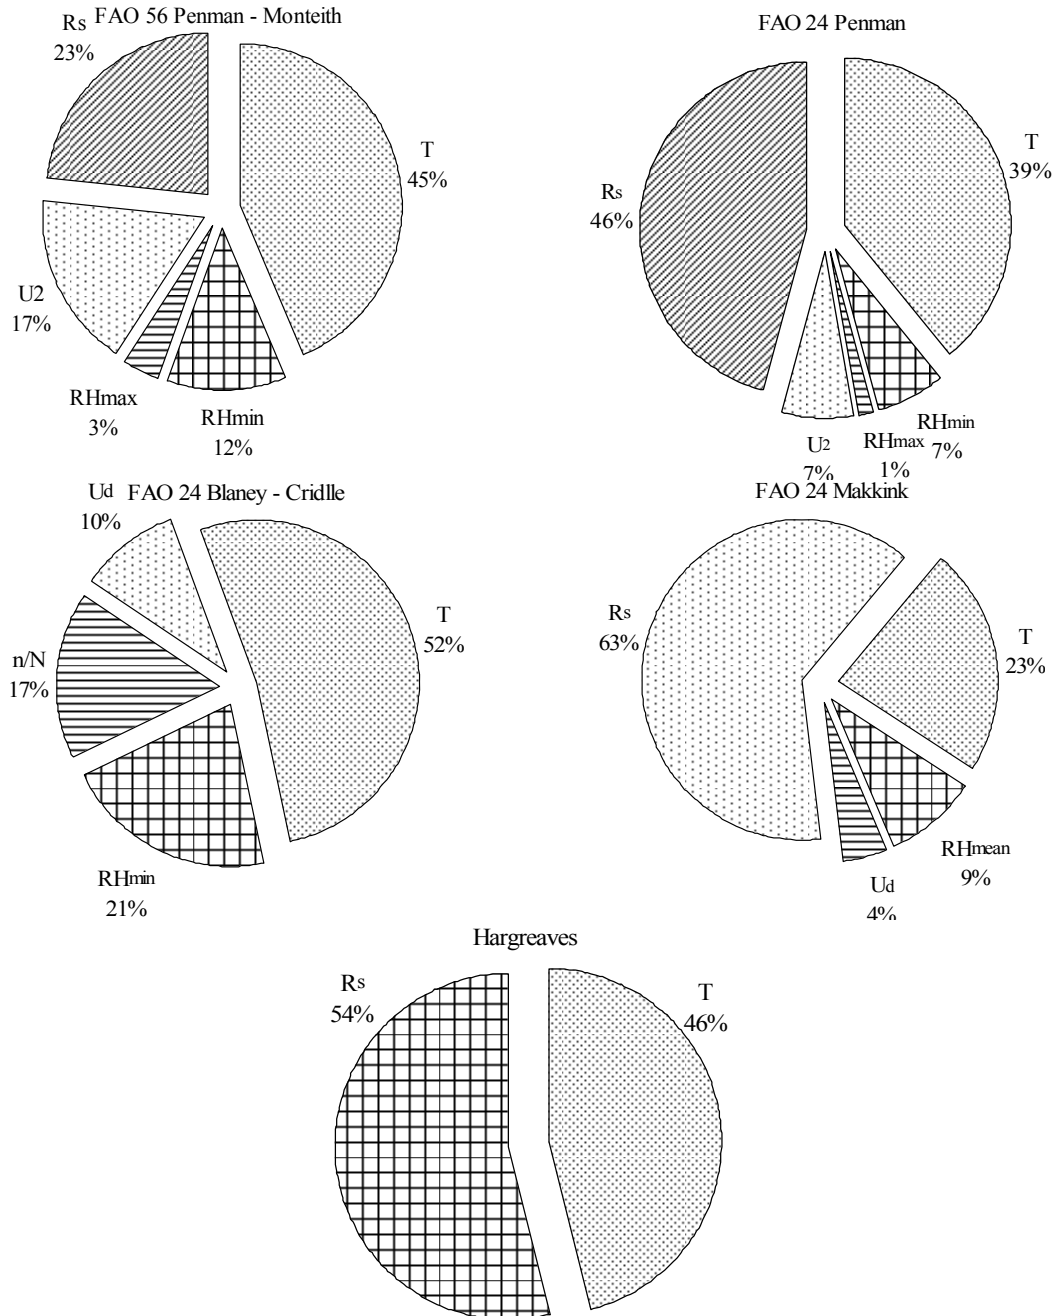 FAO 56 Penman - Monteith
Rs
23%
T
45%
U2
17%
RHmax
3%
RHmin
12%
FAO 24 Penman
T
39%
Rs
46%
RHmin
7%
RHmax
1%
U2
7%
FAO 24 Blaney - Cridlle
Ud
10%
T
52%
n/N
17%
RHmin
21%
FAO 24 Makkink
Rs
63%
T
23%
RHmean
9%
Ud
4%
Hargreaves
Rs
54%
T
46%